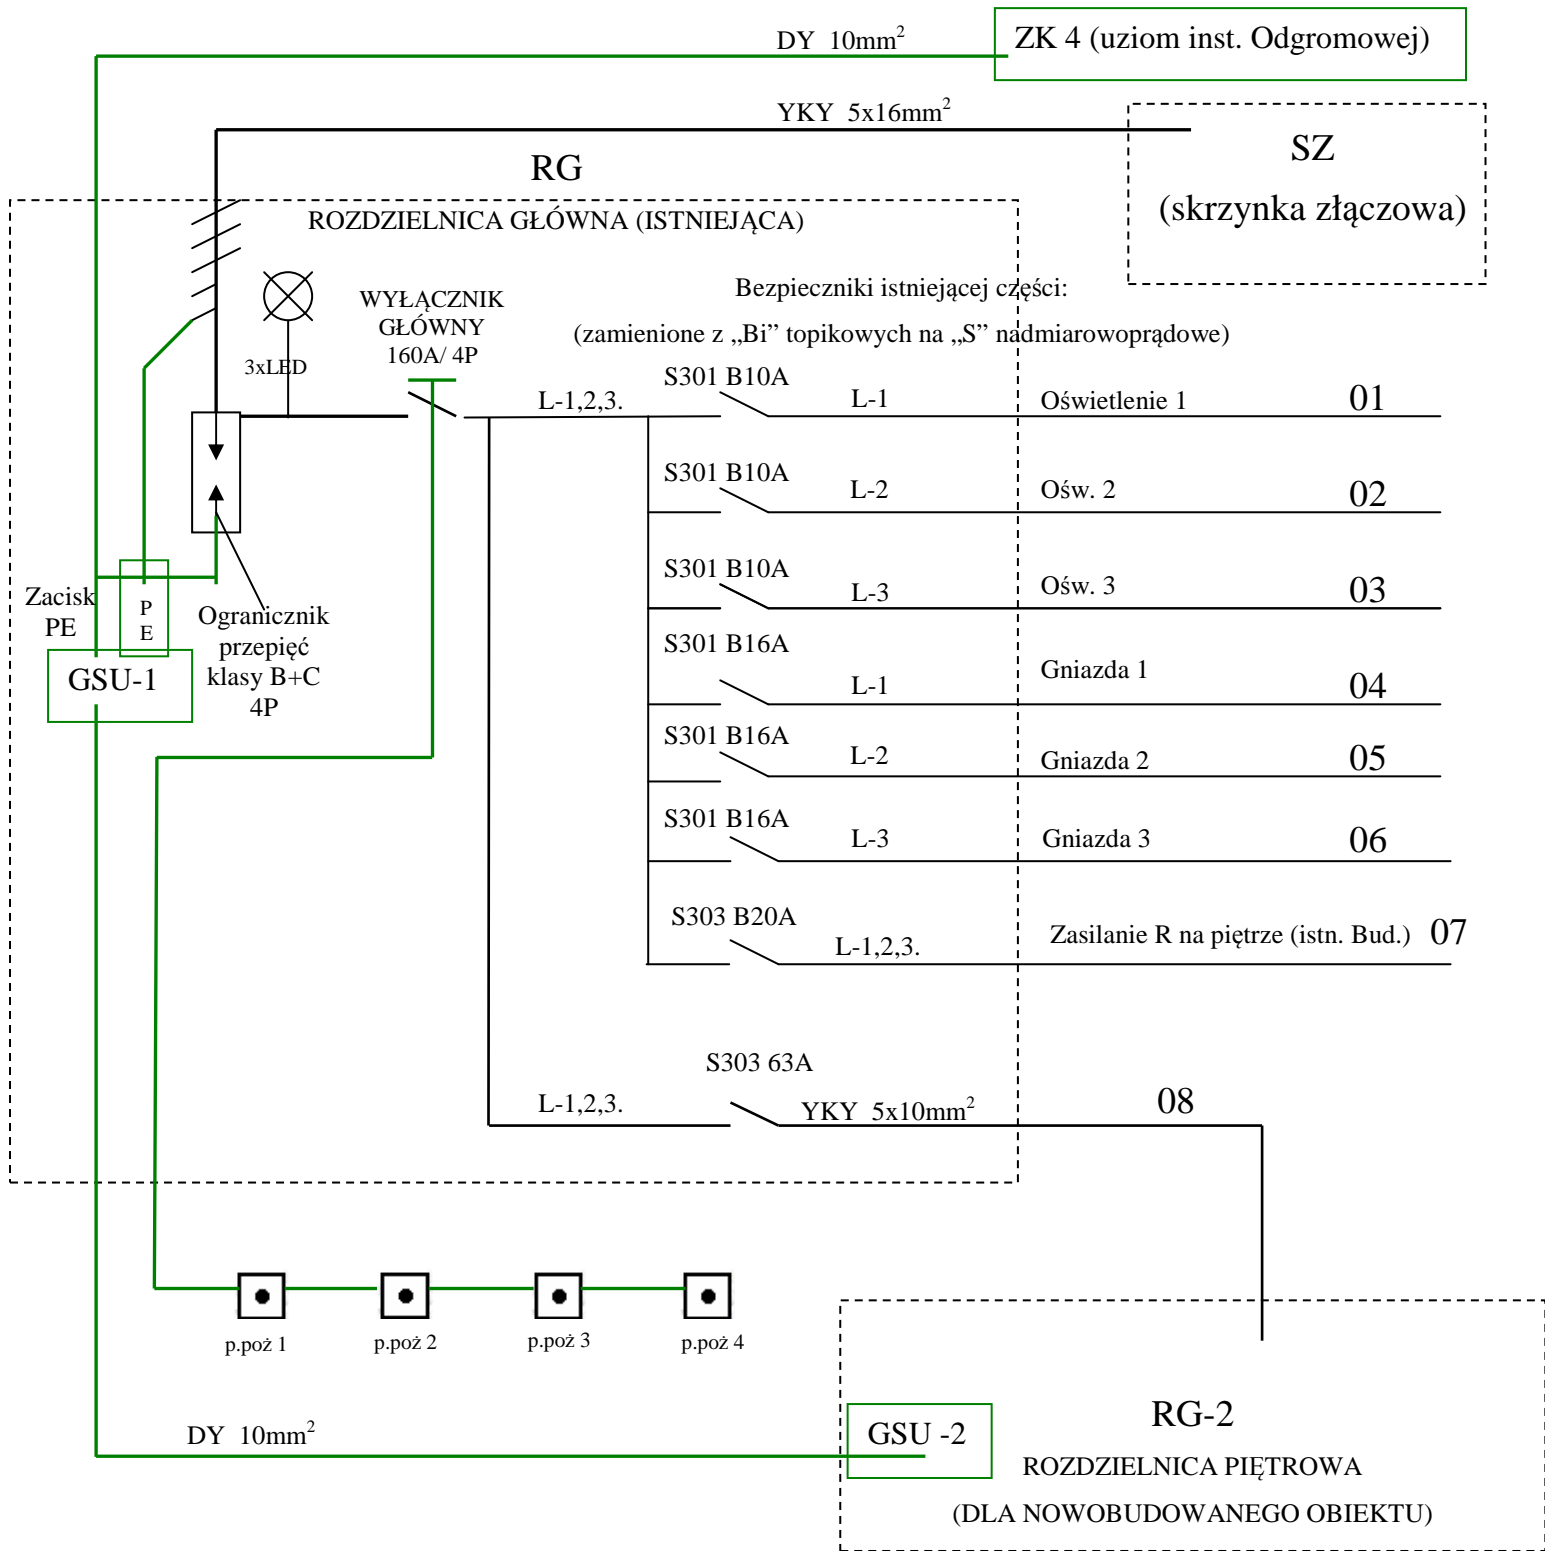 DY 10mm²
ZK 4 (uziom inst. Odgromowej)
YKY 5x16mm²
SZ
(skrzynka złączowa)
RG
ROZDZIELNICA GŁÓWNA (ISTNIEJĄCA)
Bezpieczniki istniejącej części:
(zamienione z „Bi” topikowych na „S” nadmiarowoprądowe)
WYŁĄCZNIK
GŁÓWNY
160A/ 4P
3xLED
L-1,2,3.
S301 B10A
L-1
Oświetlenie 1
01
S301 B10A
L-2
Ośw. 2
02
S301 B10A
L-3
Ośw. 3
03
S301 B16A
L-1
Gniazda 1
04
S301 B16A
L-2
Gniazda 2
05
S301 B16A
L-3
Gniazda 3
06
S303 B20A
L-1,2,3.
Zasilanie R na piętrze (istn. Bud.)
07
Zacisk
PE
P
E
GSU-1
Ogranicznik
przepięć
klasy B+C
4P
S303 63A
L-1,2,3.
YKY 5x10mm²
08
p.poż 1
p.poż 2
p.poż 3
p.poż 4
DY 10mm²
GSU -2
RG-2
ROZDZIELNICA PIĘTROWA
(DLA NOWOBUDOWANEGO OBIEKTU)